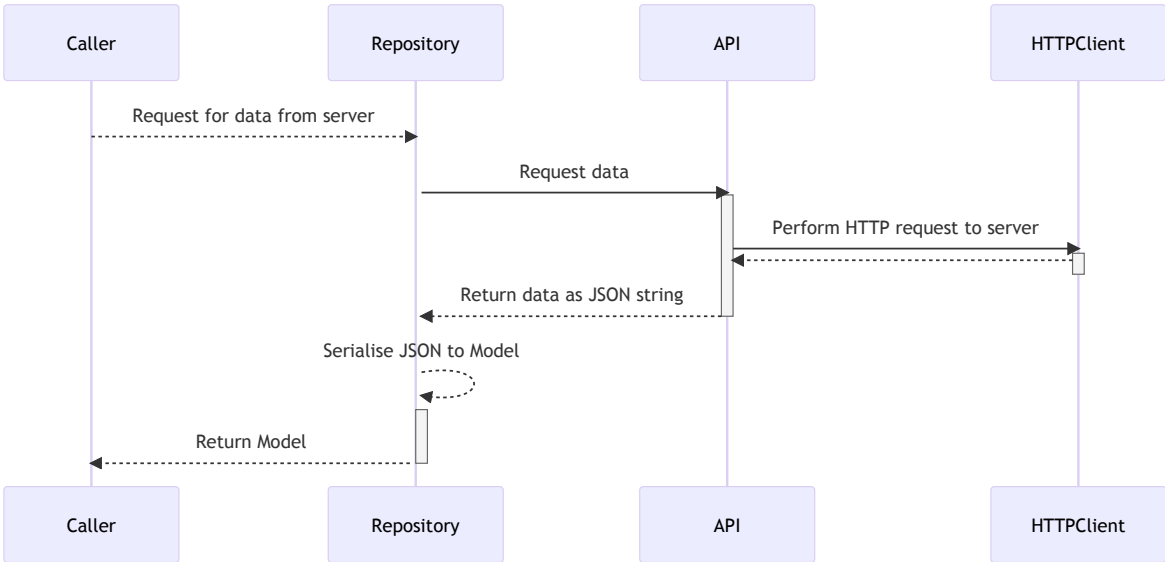 Caller
Repository
API
HTTPClient
Request for data from server
Request data
Perform HTTP request to server
Return data as JSON string
Serialise JSON to Model
Return Model
Caller
Repository
API
HTTPClient